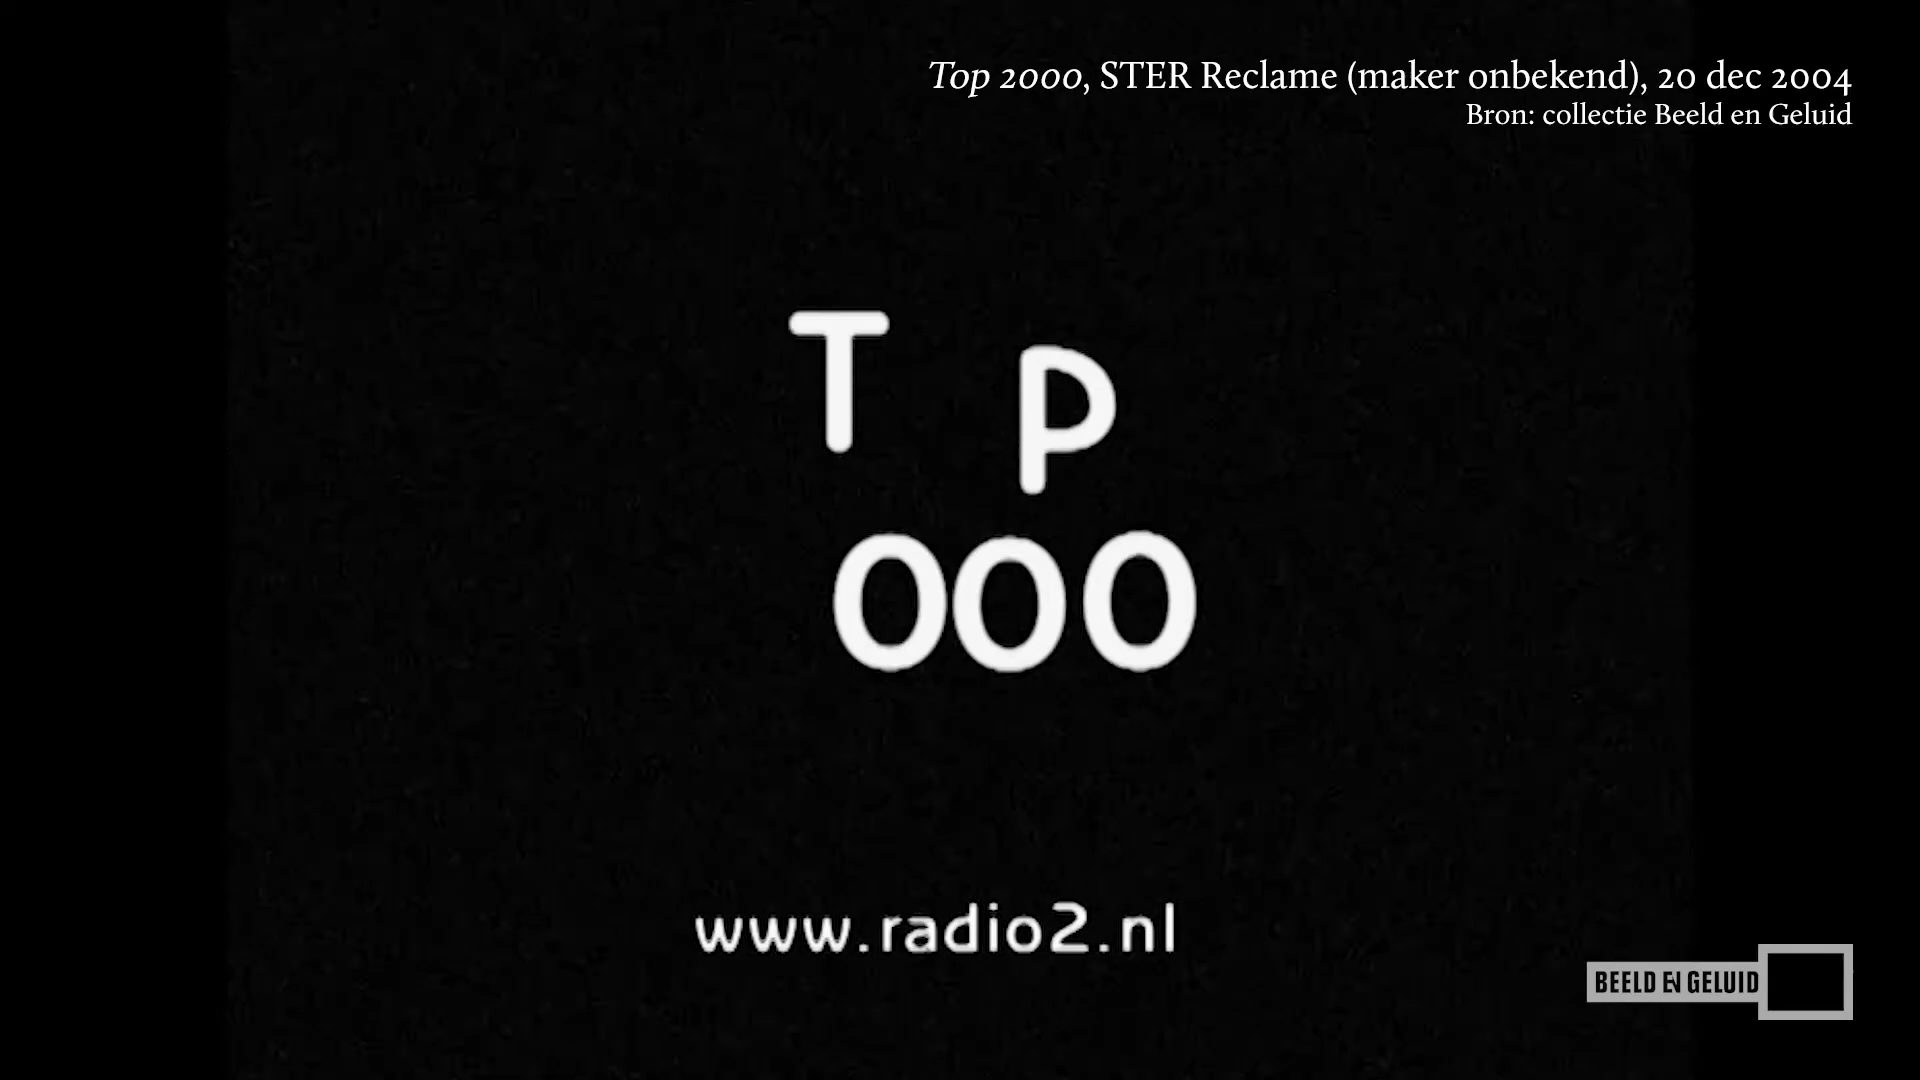 Top 2000, STER Reclame (maker onbekend), 20 dec 2004
Bron: collectie Beeld en Geluid
T p
000
www.radio2.nl
BEELD EN GELUID